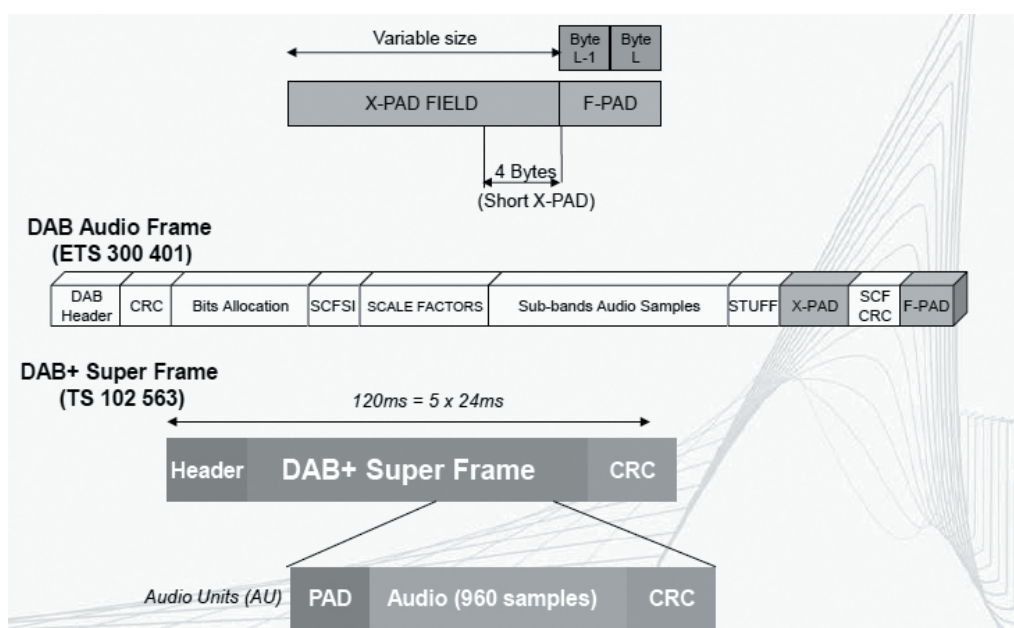 Variable size
Byte L-1
Byte L
X-PAD FIELD
F-PAD
4 Bytes
(Short X-PAD)
DAB Audio Frame
(ETS 300 401)
DAB Header
CRC
Bits Allocation
SCFSI
SCALE FACTORS
Sub-bands Audio Samples
STUFF
X-PAD
SCF CRC
F-PAD
DAB+ Super Frame
(TS 102 563)
120ms = 5 x 24ms
Header
DAB+ Super Frame
CRC
Audio Units (AU)
PAD
Audio (960 samples)
CRC